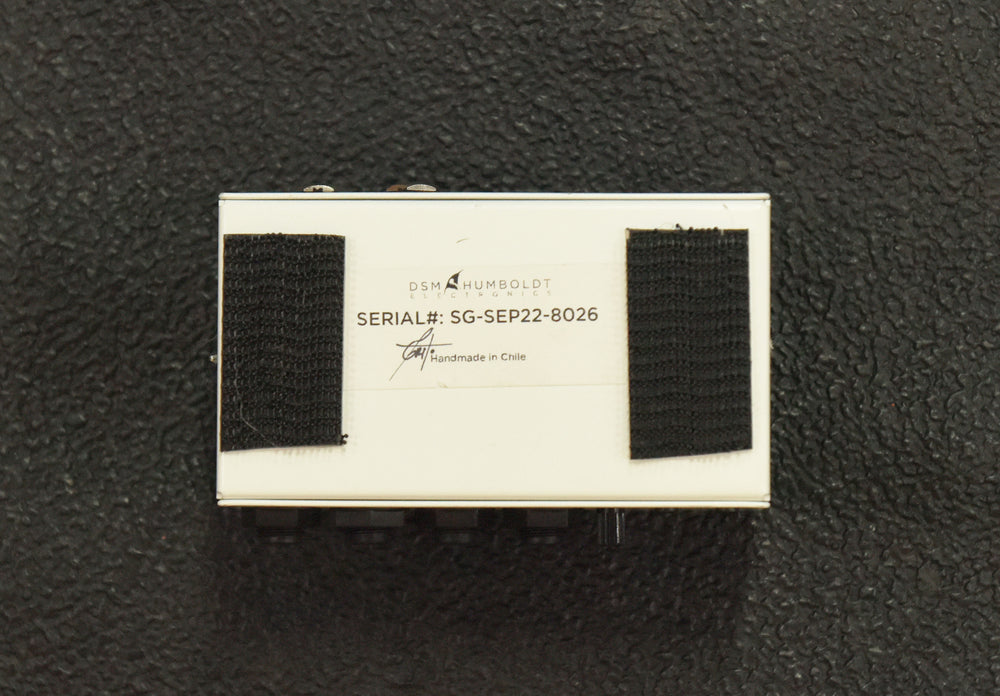 DSM HUMBOLDT
ELECTRONICS
SERIAL#: SG-SEP22-8026
Handmade in Chile